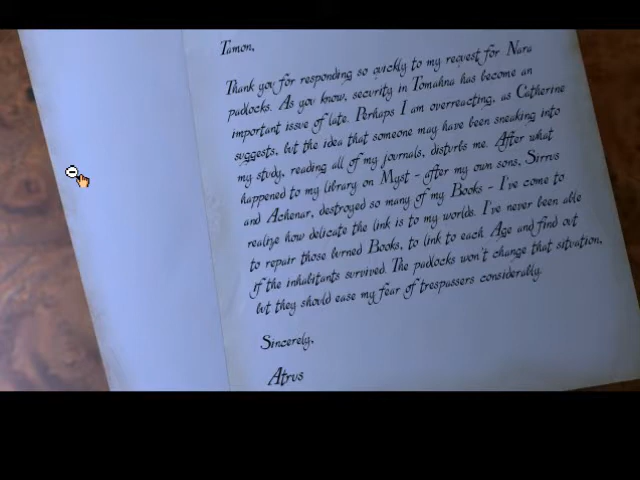 Tamon,
Thank you for responding so quickly to my request for Nara
padlocks. As you know, security in Tomahna has become an
important issue of late. Perhaps I am overreacting, as Catherine
suggests, but the idea that someone may have been sneaking into
my study, reading all of my journals, disturbs me. After what
happened to my library on Myst - after my own sons, Sirrus
and Achenar, destroyed so many of my Books - I've come to
realize how delicate the link is to my worlds. I've never been able
to repair those burned Books, to link to each Age and find out
if the inhabitants survived. The padlocks won't change that situation,
but they should ease my fear of trespassers considerably.
Sincerely,
Atrus